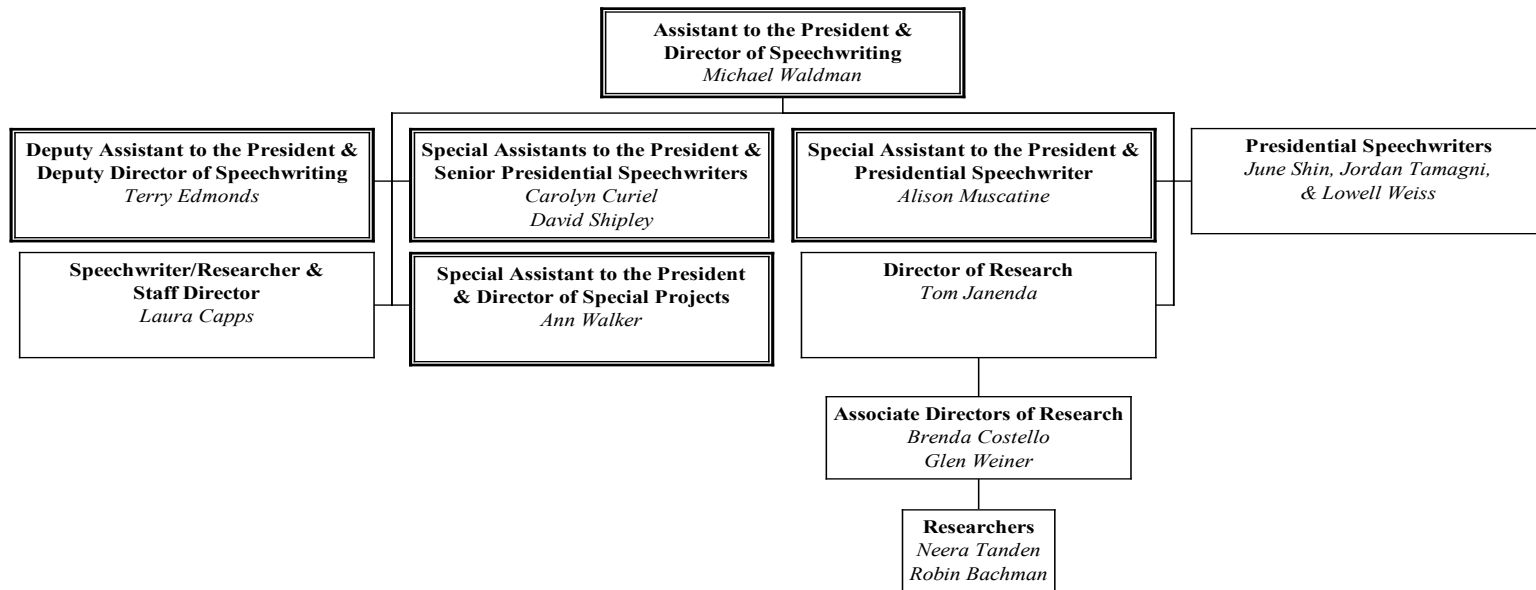 Assistant to the President &
Director of Speechwriting
Michael Waldman
Deputy Assistant to the President &
Deputy Director of Speechwriting
Terry Edmonds
Special Assistants to the President &
Senior Presidential Speechwriters
Carolyn Curiel
David Shipley
Special Assistant to the President &
Presidential Speechwriter
Alison Muscatine
Presidential Speechwriters
June Shin, Jordan Tamagni,
& Lowell Weiss
Speechwriter/Researcher &
Staff Director
Laura Capps
Special Assistant to the President
& Director of Special Projects
Ann Walker
Director of Research
Tom Janenda
Associate Directors of Research
Brenda Costello
Glen Weiner
Researchers
Neera Tanden
Robin Bachman